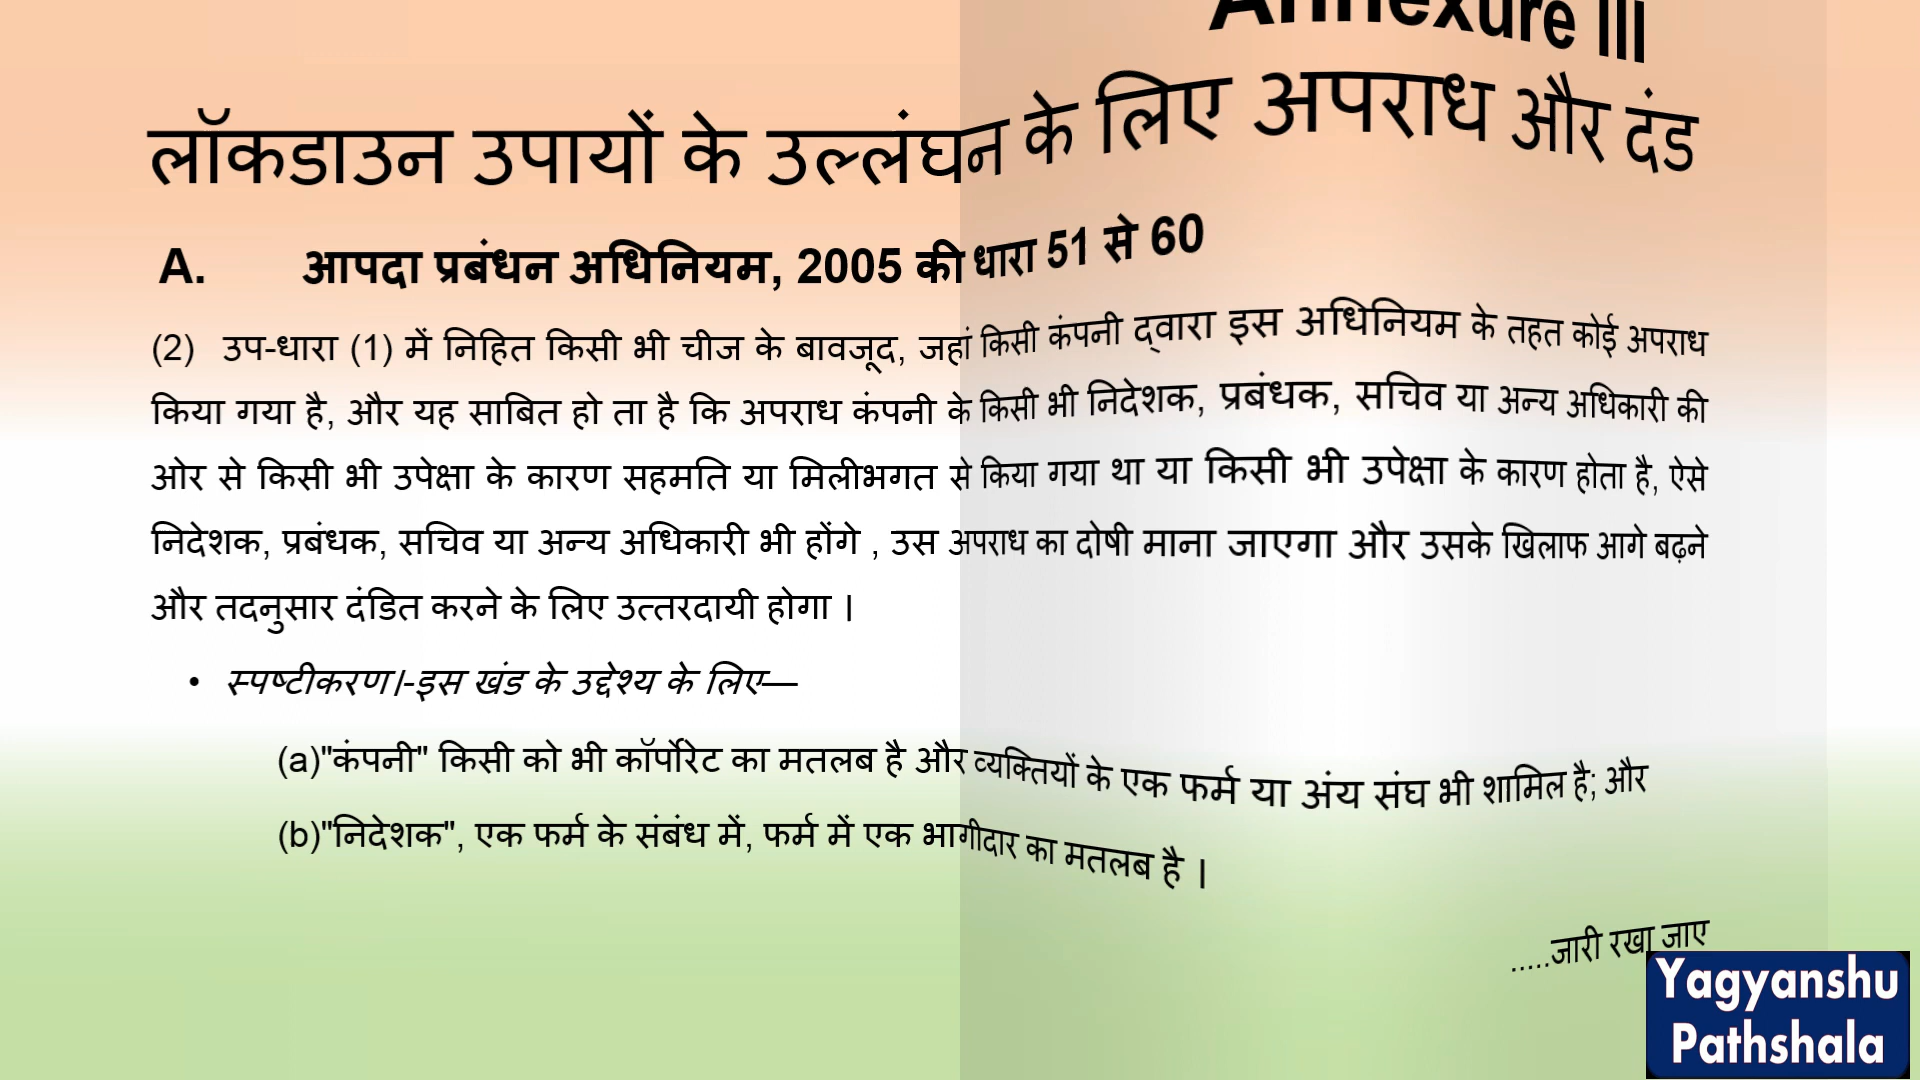 Annexure III
लॉकडाउन उपायों के उल्लंघन के लिए अपराध और दंड
A. आपदा प्रबंधन अधिनियम, 2005 की धारा 51 से 60
(2) उप-धारा (1) में निहित किसी भी चीज के बावजूद, जहां किसी कंपनी द्वारा इस अधिनियम के तहत कोई अपराध
किया गया है, और यह साबित हो ता है कि अपराध कंपनी के किसी भी निदेशक, प्रबंधक, सचिव या अन्य अधिकारी की
ओर से किसी भी उपेक्षा के कारण सहमति या मिलीभगत से किया गया था या किसी भी उपेक्षा के कारण होता है, ऐसे
निदेशक, प्रबंधक, सचिव या अन्य अधिकारी भी होंगे , उस अपराध का दोषी माना जाएगा और उसके खिलाफ आगे बढ़ने
और तदनुसार दंडित करने के लिए उत्तरदायी होगा ।
• स्पष्टीकरण।-इस खंड के उद्देश्य के लिए—
(a)"कंपनी" किसी को भी कॉर्पोरेट का मतलब है और व्यक्तियों के एक फर्म या अंय संघ भी शामिल है; और
(b)"निदेशक", एक फर्म के संबंध में, फर्म में एक भागीदार का मतलब है ।
.....जारी रखा जाए
Yagyanshu
Pathshala